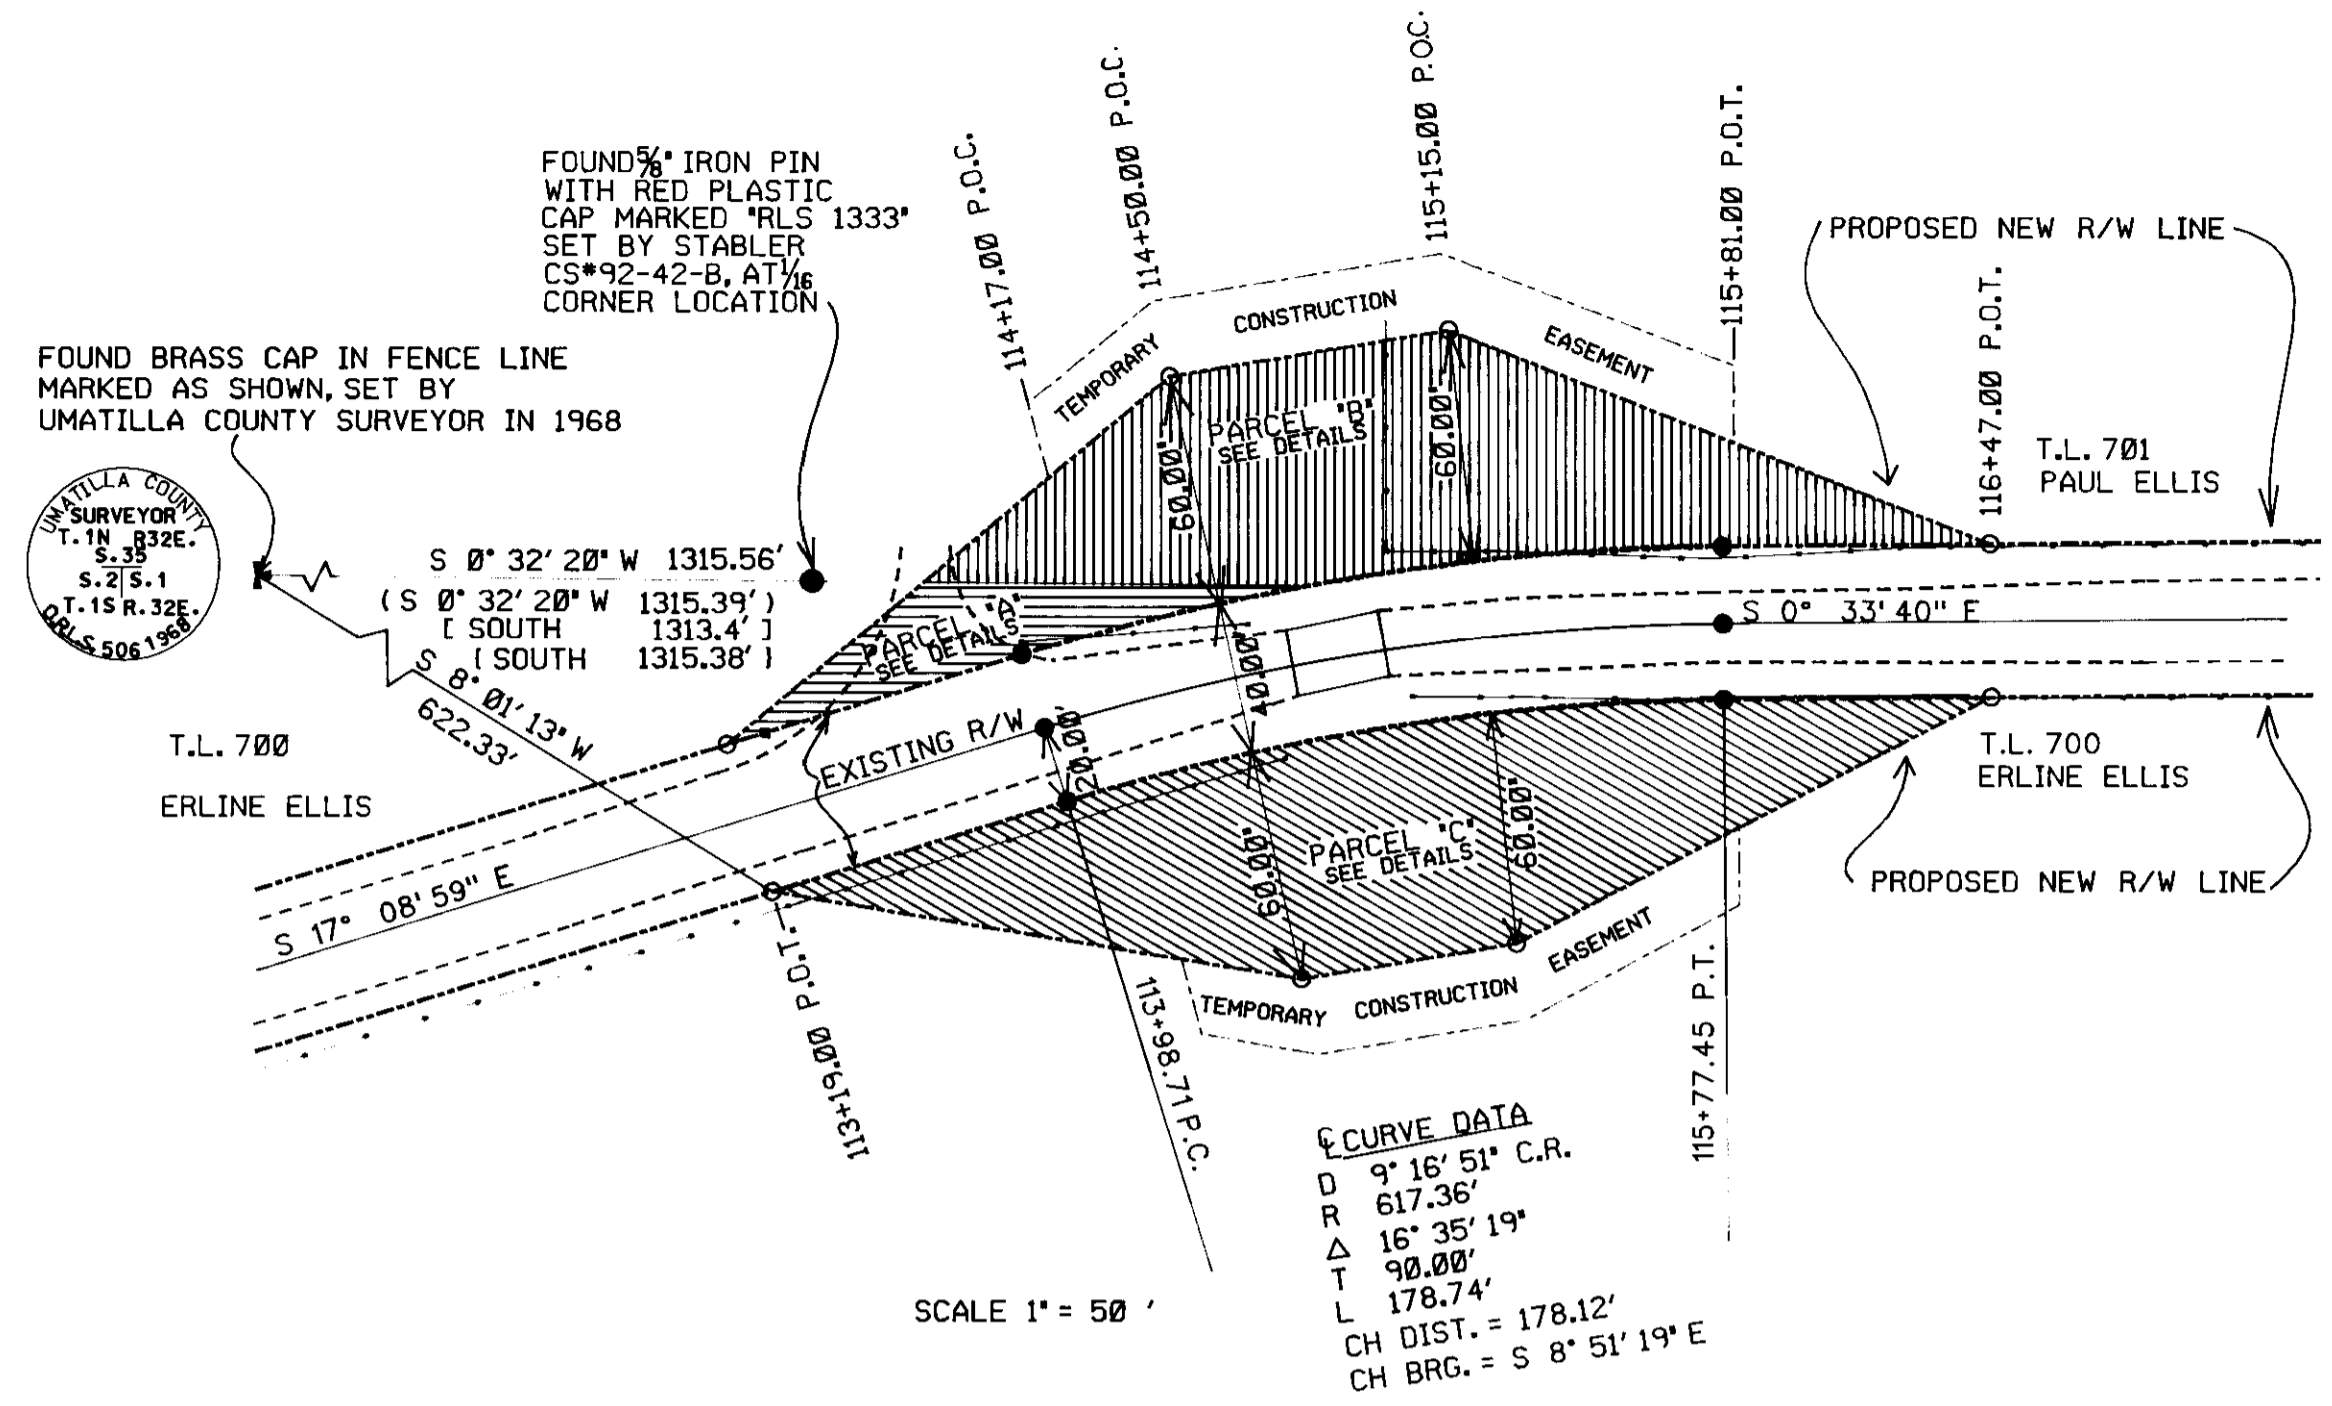 114+17.00 P.O.C.
114+50.00 P.O.C.
115+15.00 P.O.C.
115+81.00 P.O.T.
116+47.00 P.O.T.
FOUND 5/8" IRON PIN
WITH RED PLASTIC
CAP MARKED "RLS 1333"
SET BY STABLER
CS#92-42-B, AT 1/16
CORNER LOCATION
PROPOSED NEW R/W LINE
FOUND BRASS CAP IN FENCE LINE
MARKED AS SHOWN, SET BY
UMATILLA COUNTY SURVEYOR IN 1968
TEMPORARY CONSTRUCTION EASEMENT
UMATILLA COUNTY
SURVEYOR
T.1N R32E.
S.35
S.2 S.1
T.1S R.32E.
O.R.L.S. 506 1968
PARCEL "B"
SEE DETAILS
60.00'
60.00'
T.L. 701
PAUL ELLIS
S 0° 32' 20" W 1315.56'
(S 0° 32' 20" W 1315.39')
[ SOUTH 1313.4' ]
{ SOUTH 1315.38' }
PARCEL "A"
SEE DETAILS
S 0° 33' 40" E
S 8° 01' 13" W
622.33'
40.00'
T.L. 700
ERLINE ELLIS
EXISTING R/W
20.00'
T.L. 700
ERLINE ELLIS
S 17° 08' 59" E
PARCEL "C"
SEE DETAILS
60.00'
60.00'
PROPOSED NEW R/W LINE
TEMPORARY CONSTRUCTION EASEMENT
113+19.00 P.O.T.
113+98.71 P.C.
115+77.45 P.T.
℄ CURVE DATA
D 9° 16' 51" C.R.
R 617.36'
Δ 16° 35' 19"
T 90.00'
L 178.74'
CH DIST. = 178.12'
CH BRG. = S 8° 51' 19" E
SCALE 1" = 50 '